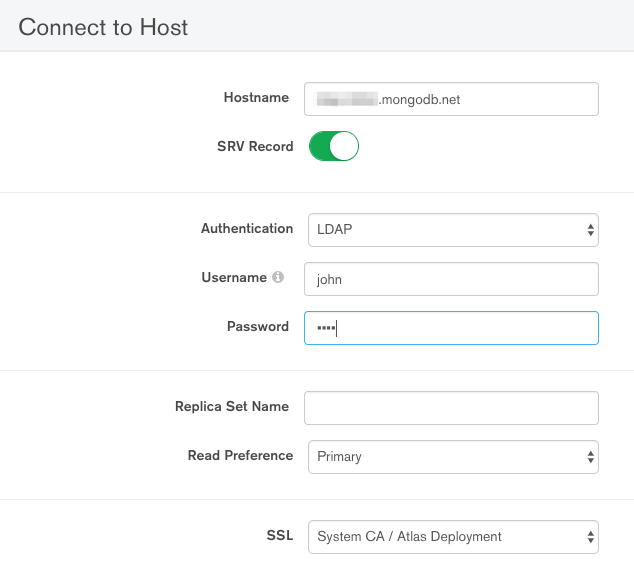 Connect to Host
Hostname .mongodb.net
SRV Record
Authentication LDAP
Username john
Password ••••
Replica Set Name
Read Preference Primary
SSL System CA / Atlas Deployment